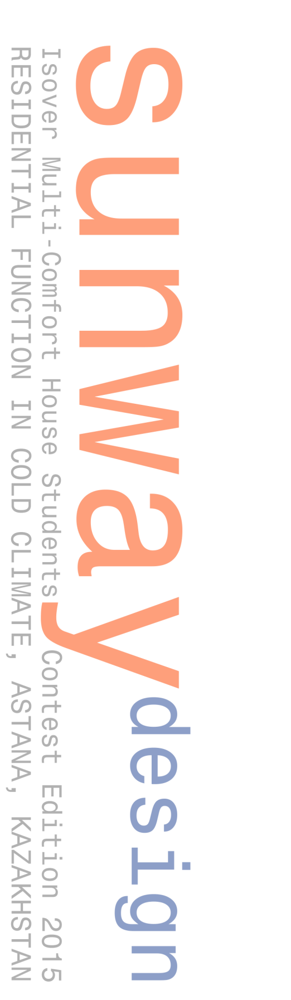 sunway design
Isover Multi-Comfort House Students Contest Edition 2015
RESIDENTIAL FUNCTION IN COLD CLIMATE, ASTANA, KAZAKHSTAN